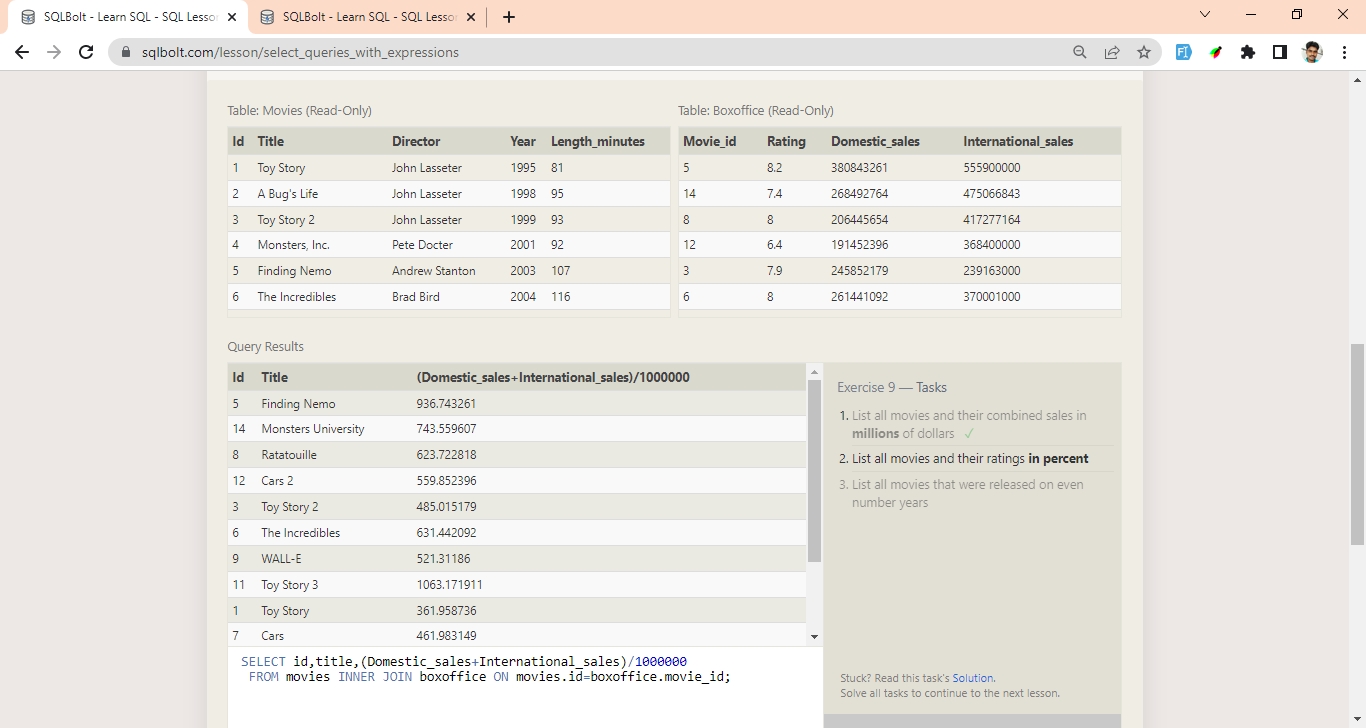 SQLBolt - Learn SQL - SQL Lesso
SQLBolt - Learn SQL - SQL Lesso
sqlbolt.com/lesson/select_queries_with_expressions
Table: Movies (Read-Only)
Table: Boxoffice (Read-Only)
Id Title Director Year Length_minutes
1 Toy Story John Lasseter 1995 81
2 A Bug's Life John Lasseter 1998 95
3 Toy Story 2 John Lasseter 1999 93
4 Monsters, Inc. Pete Docter 2001 92
5 Finding Nemo Andrew Stanton 2003 107
6 The Incredibles Brad Bird 2004 116
Movie_id Rating Domestic_sales International_sales
5 8.2 380843261 555900000
14 7.4 268492764 475066843
8 8 206445654 417277164
12 6.4 191452396 368400000
3 7.9 245852179 239163000
6 8 261441092 370001000
Query Results
Id Title (Domestic_sales+International_sales)/1000000
5 Finding Nemo 936.743261
14 Monsters University 743.559607
8 Ratatouille 623.722818
12 Cars 2 559.852396
3 Toy Story 2 485.015179
6 The Incredibles 631.442092
9 WALL-E 521.31186
11 Toy Story 3 1063.171911
1 Toy Story 361.958736
7 Cars 461.983149
SELECT id,title,(Domestic_sales+International_sales)/1000000
FROM movies INNER JOIN boxoffice ON movies.id=boxoffice.movie_id;
Exercise 9 — Tasks
1. List all movies and their combined sales in
millions of dollars ✓
2. List all movies and their ratings in percent
3. List all movies that were released on even
number years
Stuck? Read this task's Solution.
Solve all tasks to continue to the next lesson.